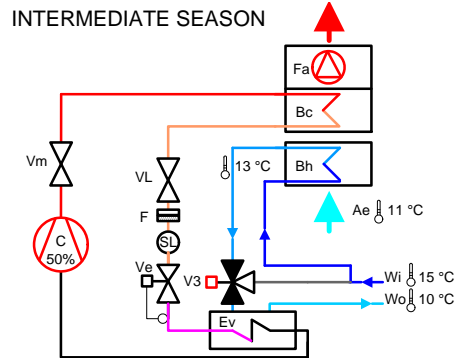 INTERMEDIATE SEASON
Fa
Bc
Vm
VL
13 °C
Bh
F
Ae 11 °C
C
50%
SL
Ve
V3
Wi 15 °C
Wo 10 °C
Ev